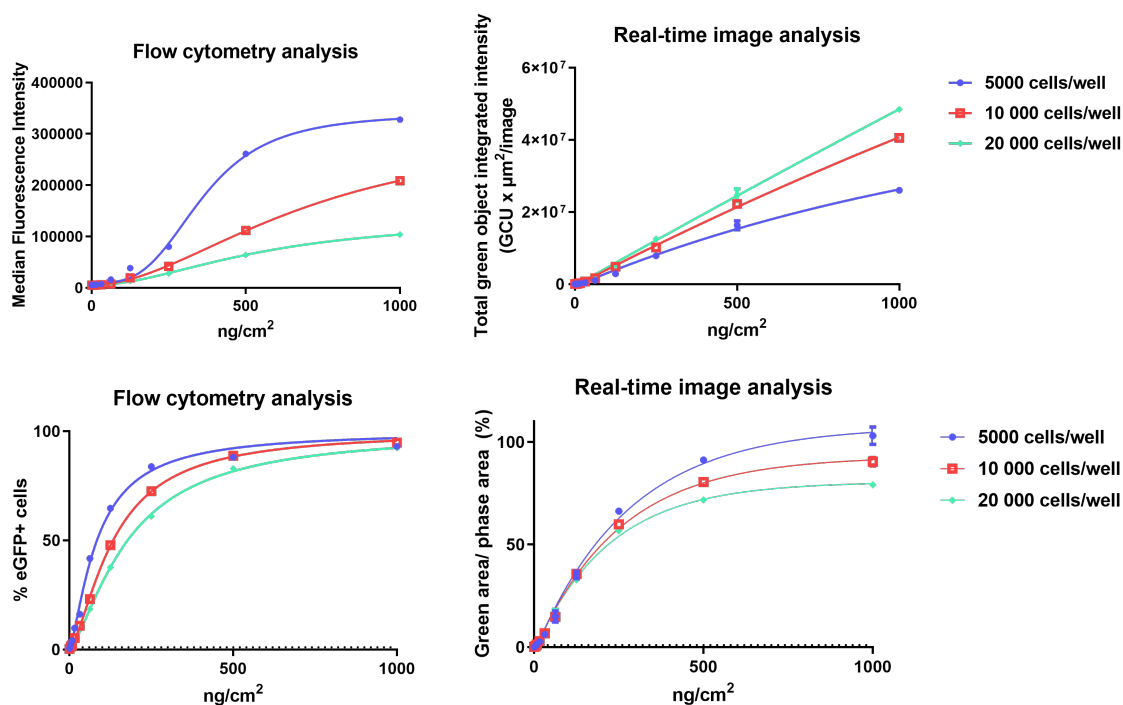 Flow cytometry analysis
Median Fluorescence Intensity
400000
300000
200000
100000
0
0
500
1000
ng/cm²
Real-time image analysis
Total green object integrated intensity
(GCU x µm²/image
6×10⁷
4×10⁷
2×10⁷
0
0
500
1000
ng/cm²
5000 cells/well
10 000 cells/well
20 000 cells/well
Flow cytometry analysis
% eGFP+ cells
100
50
0
0
500
1000
ng/cm²
Real-time image analysis
Green area/ phase area (%)
100
50
0
0
500
1000
ng/cm²
5000 cells/well
10 000 cells/well
20 000 cells/well